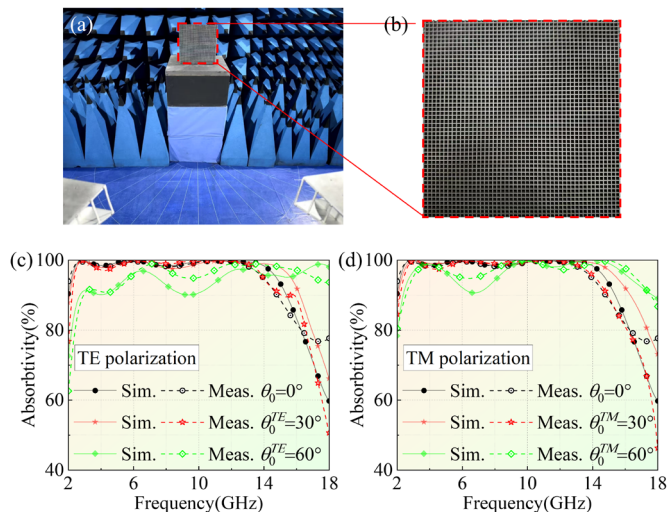 (a)
(b)
(c)
100
80
60
40
Absorbtivity(%)
TE polarization
Sim. Meas. θ₀=0°
Sim. Meas. θ₀ᵀᴱ=30°
Sim. Meas. θ₀ᵀᴱ=60°
2 6 10 14 18
Frequency(GHz)
(d)
100
80
60
40
Absorbtivity(%)
TM polarization
Sim. Meas. θ₀=0°
Sim. Meas. θ₀ᵀᴹ=30°
Sim. Meas. θ₀ᵀᴹ=60°
2 6 10 14 18
Frequency(GHz)